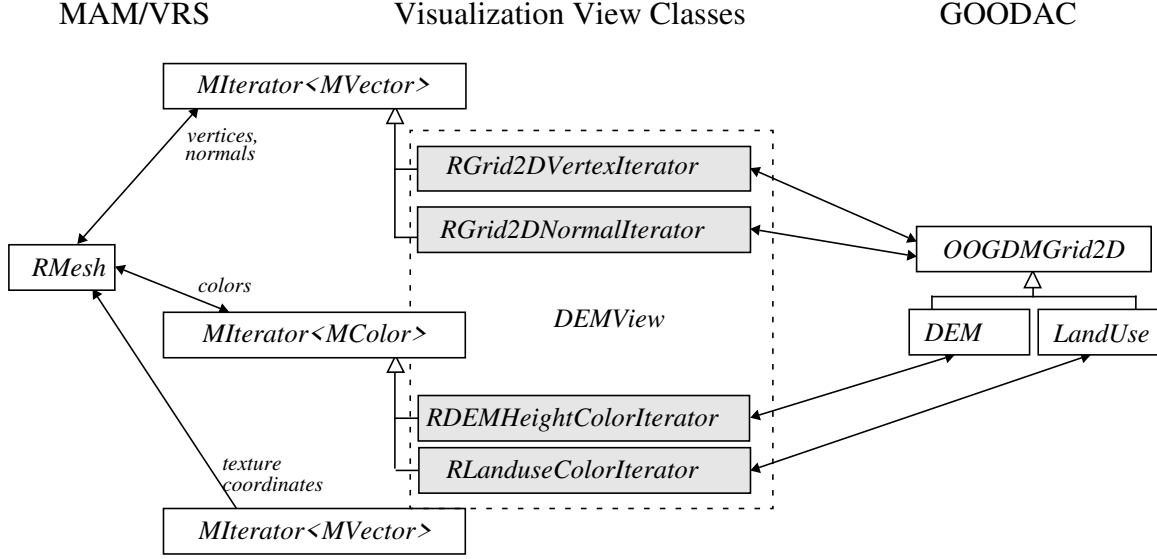 MAM/VRS Visualization View Classes GOODAC
MIterator<MVector>
vertices,
normals
RGrid2DVertexIterator
RGrid2DNormalIterator
OOGDMGrid2D
RMesh
colors
MIterator<MColor>
DEMView
DEM
LandUse
RDEMHeightColorIterator
RLanduseColorIterator
texture
coordinates
MIterator<MVector>